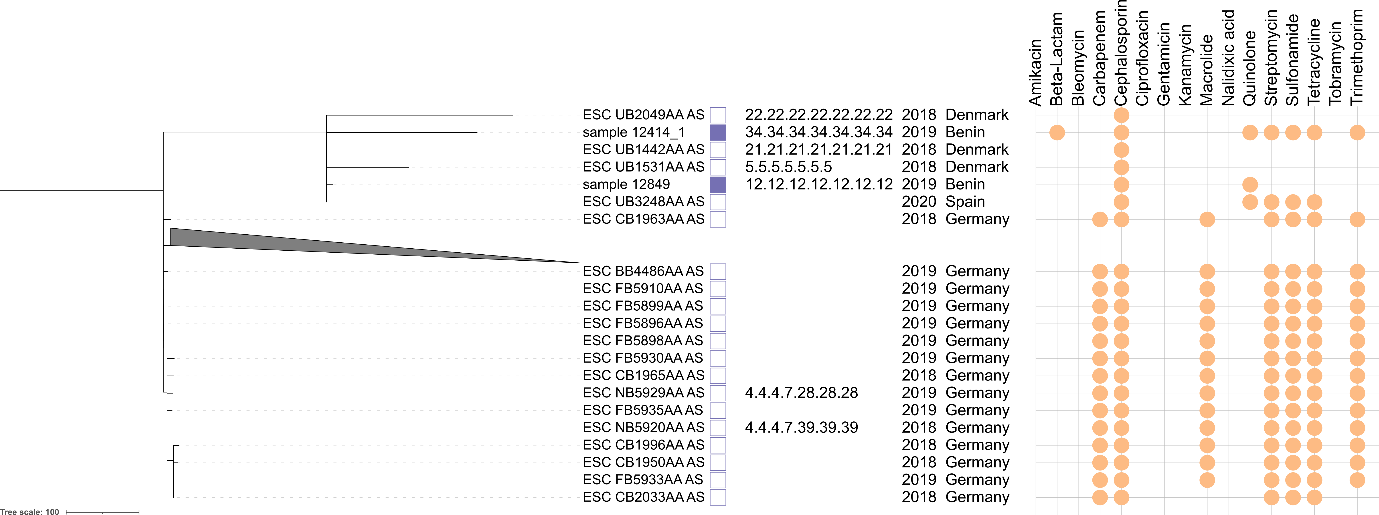 Amikacin
Beta-Lactam
Bleomycin
Carbapenem
Cephalosporin
Ciprofloxacin
Gentamicin
Kanamycin
Macrolide
Nalidixic acid
Quinolone
Streptomycin
Sulfonamide
Tetracycline
Tobramycin
Trimethoprim
ESC UB2049AA AS 22.22.22.22.22.22.22 2018 Denmark
sample 12414_1 34.34.34.34.34.34.34 2019 Benin
ESC UB1442AA AS 21.21.21.21.21.21.21 2018 Denmark
ESC UB1531AA AS 5.5.5.5.5.5.5 2018 Denmark
sample 12849 12.12.12.12.12.12.12 2019 Benin
ESC UB3248AA AS 2020 Spain
ESC CB1963AA AS 2018 Germany
ESC BB4486AA AS 2019 Germany
ESC FB5910AA AS 2019 Germany
ESC FB5899AA AS 2019 Germany
ESC FB5896AA AS 2019 Germany
ESC FB5898AA AS 2019 Germany
ESC FB5930AA AS 2019 Germany
ESC CB1965AA AS 2018 Germany
ESC NB5929AA AS 4.4.4.7.28.28.28 2019 Germany
ESC FB5935AA AS 2019 Germany
ESC NB5920AA AS 4.4.4.7.39.39.39 2018 Germany
ESC CB1996AA AS 2018 Germany
ESC CB1950AA AS 2018 Germany
ESC FB5933AA AS 2019 Germany
ESC CB2033AA AS 2018 Germany
Tree scale: 100